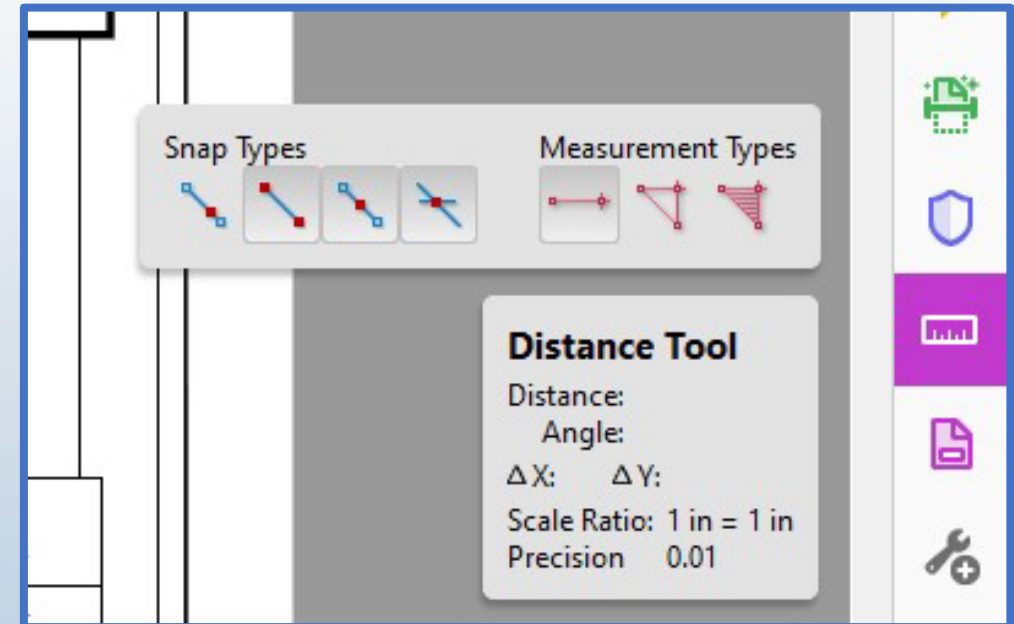 Snap Types
Measurement Types
Distance Tool
Distance:
Angle:
Δ X: Δ Y:
Scale Ratio: 1 in = 1 in
Precision 0.01